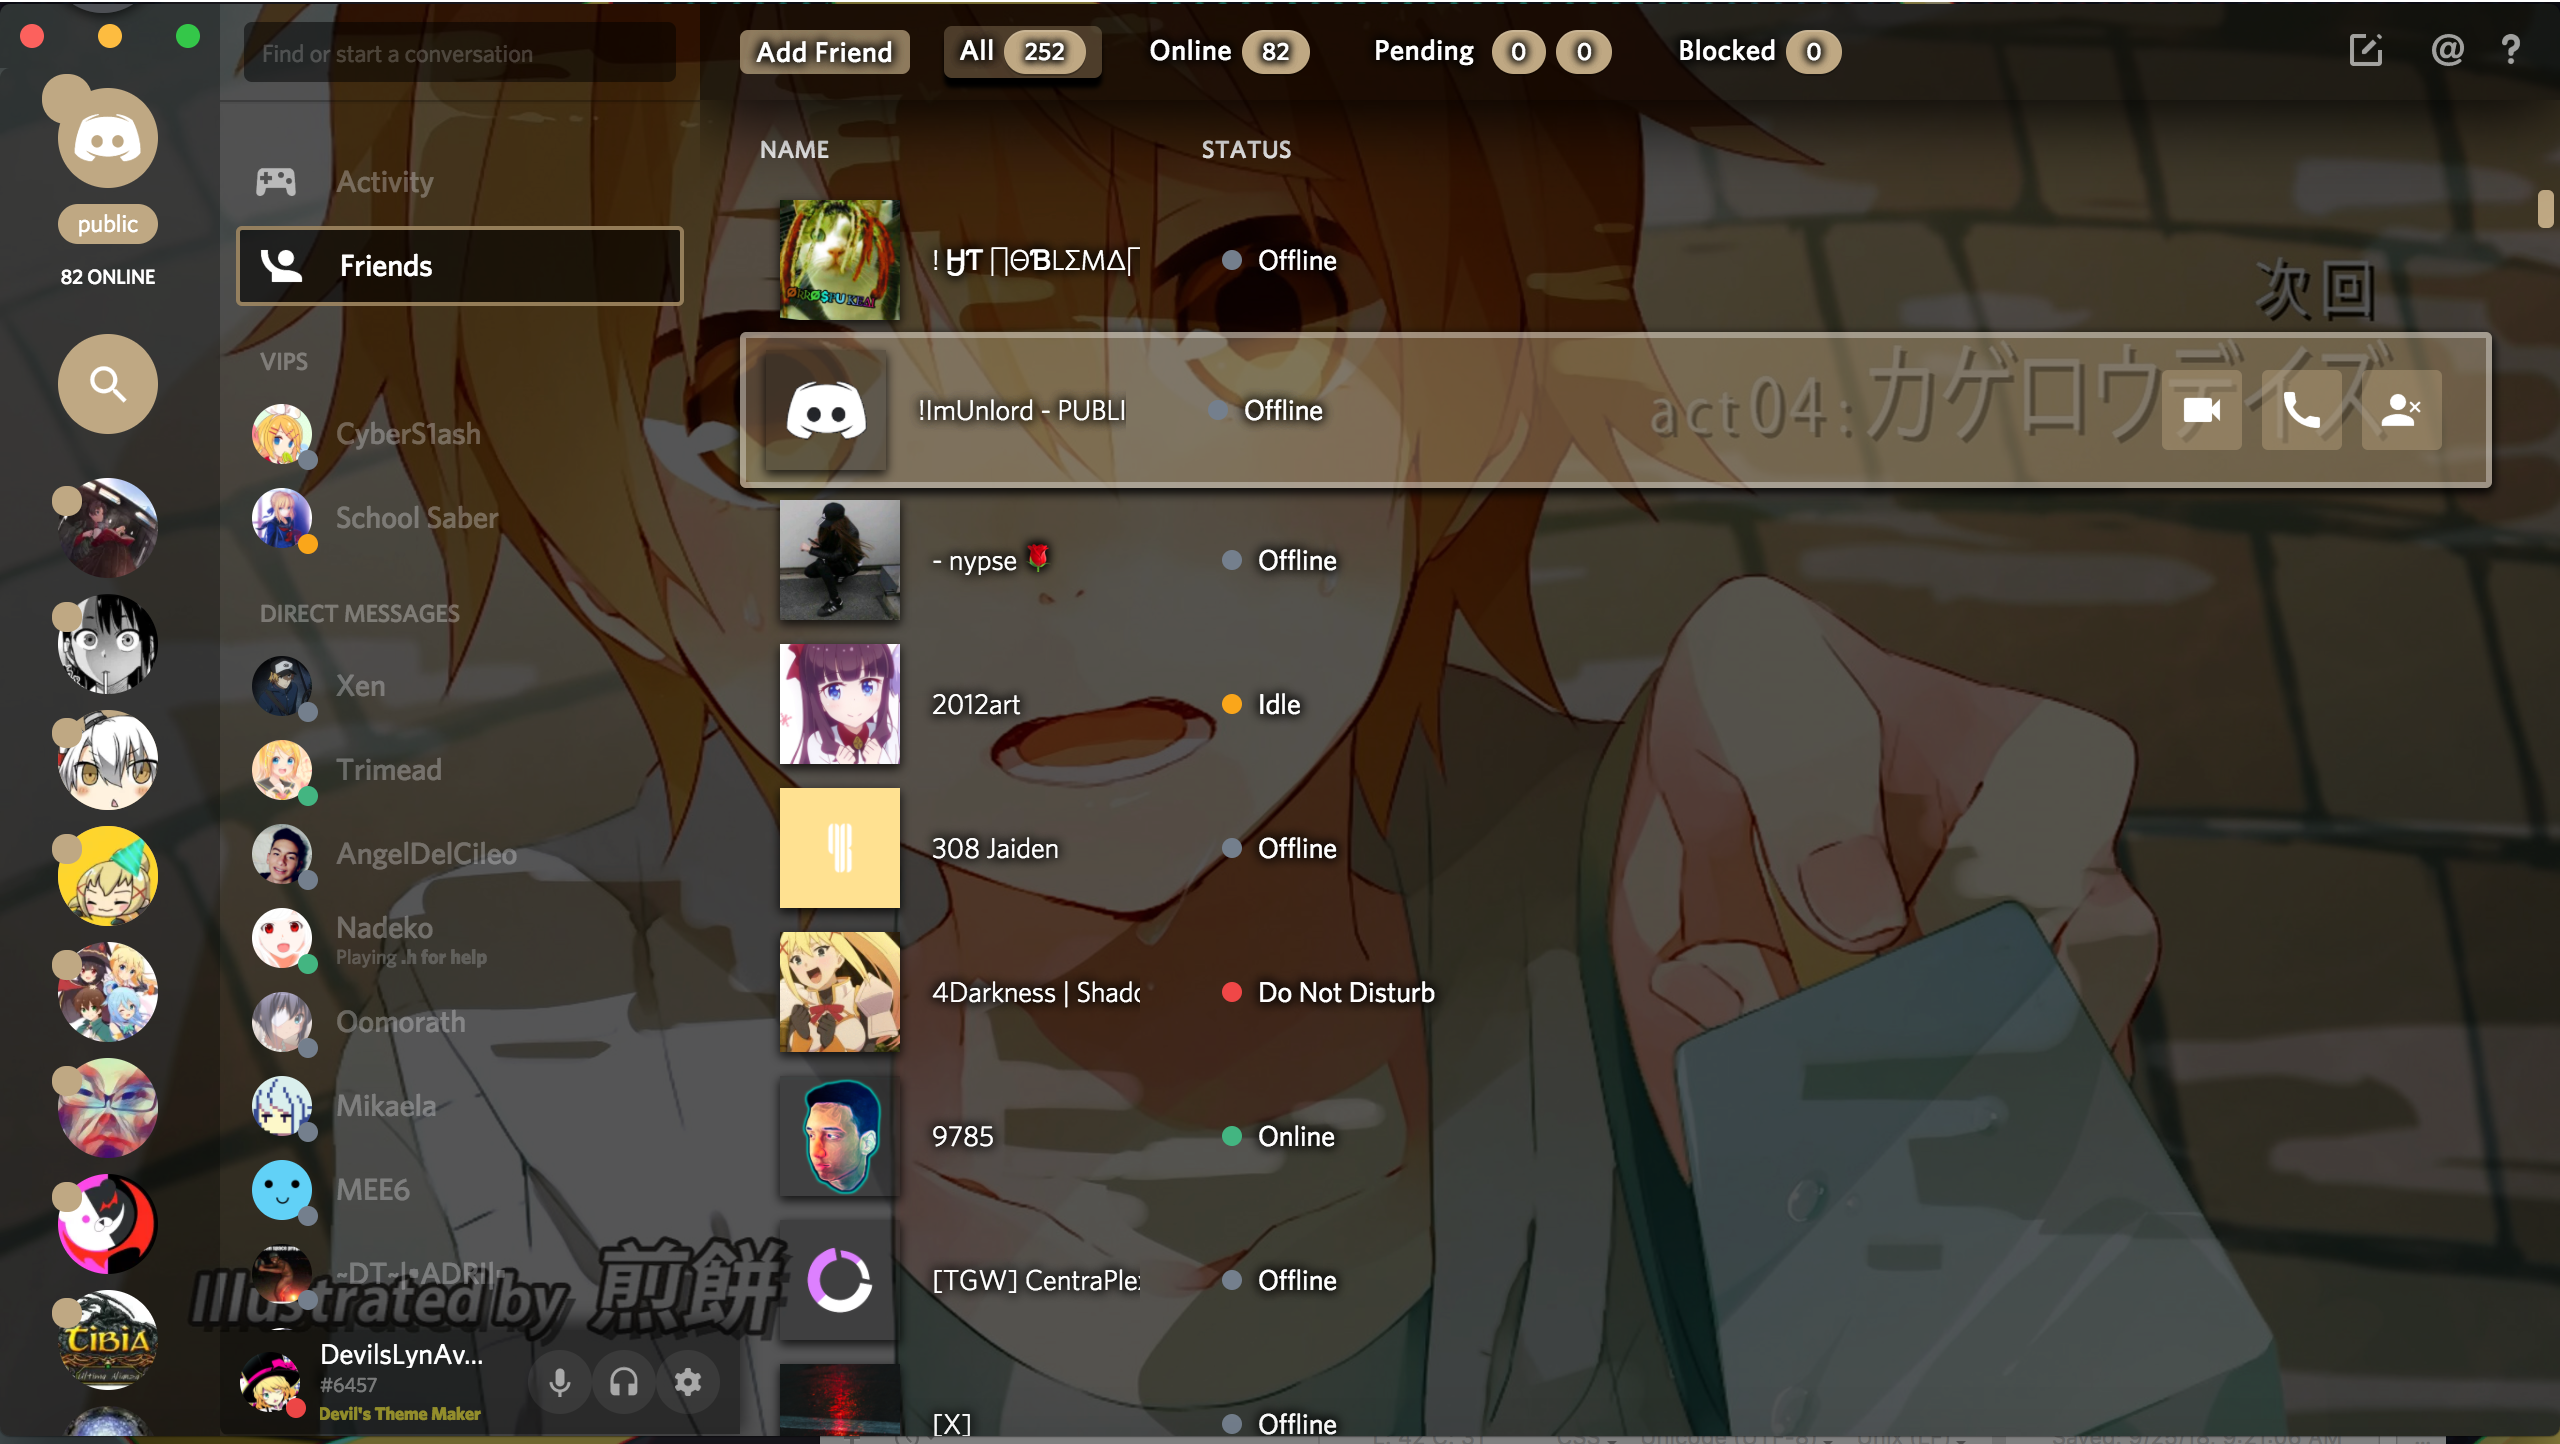 Find or start a conversation
Add Friend
All 252
Online 82
Pending 0 0
Blocked 0
@ ?
public
82 ONLINE
Activity
Friends
VIPS
CyberS1ash
School Saber
DIRECT MESSAGES
Xen
Trimead
AngelDelCileo
Nadeko
Playing .h for help
Oomorath
Mikaela
MEE6
~DT~
Illustrated by 煎餅
DevilsLynAv...
#6457
Devil's Theme Maker
TIBIA
NAME STATUS
Offline
!ImUnlord - PUBLI Offline
- nypse 🌹 Offline
2012art Idle
308 Jaiden Offline
4Darkness | Shado Do Not Disturb
9785 Online
[TGW] CentraPle Offline
[X] Offline
次回
act04:カゲロウデイズ